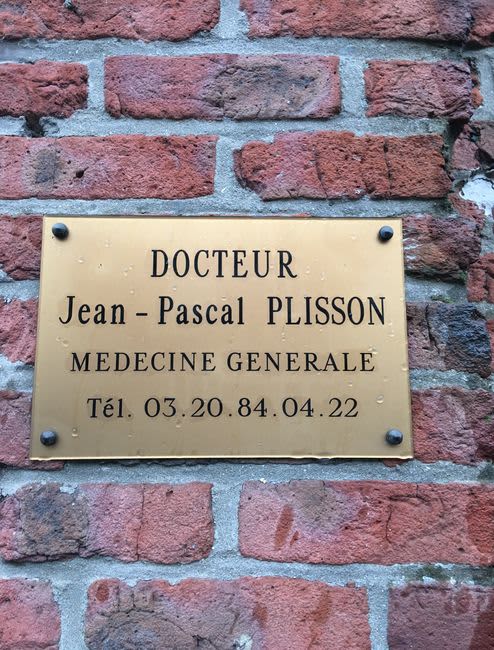 DOCTEUR
Jean - Pascal PLISSON
MEDECINE GENERALE
Tél. 03.20.84.04.22